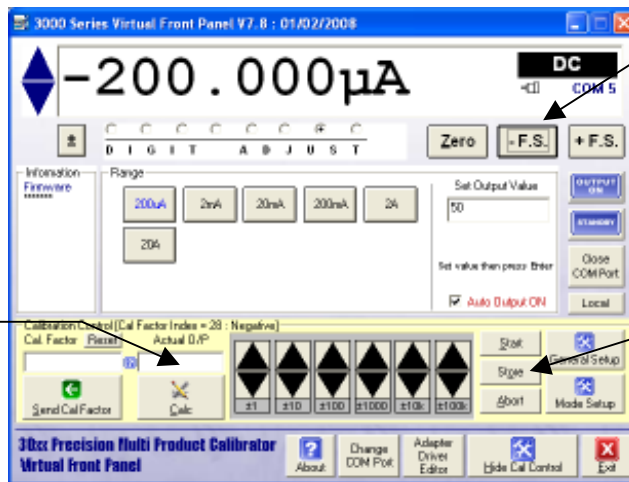 3000 Series Virtual Front Panel V7.8 : 01/02/2008
-200.000µA
DC
COM 5
±
DIGIT ADJUST
Zero
- F.S.
+ F.S.
Information
Firmware
Range
200uA
2mA
20mA
200mA
2A
20A
Set Output Value
50
Set value then press Enter
Auto Output ON
OUTPUT ON
STANDBY
Close COM Port
Local
Calibration Control [Cal Factor Index = 28 : Negative]
Cal. Factor
Reset
Actual O/P
Send Cal Factor
Calc
±1
±10
±100
±1000
±10k
±100k
Start
Store
Abort
General Setup
Mode Setup
30xx Precision Multi Product Calibrator
Virtual Front Panel
About
Change COM Port
Adapter Driver Editor
Hide Cal Control
Exit